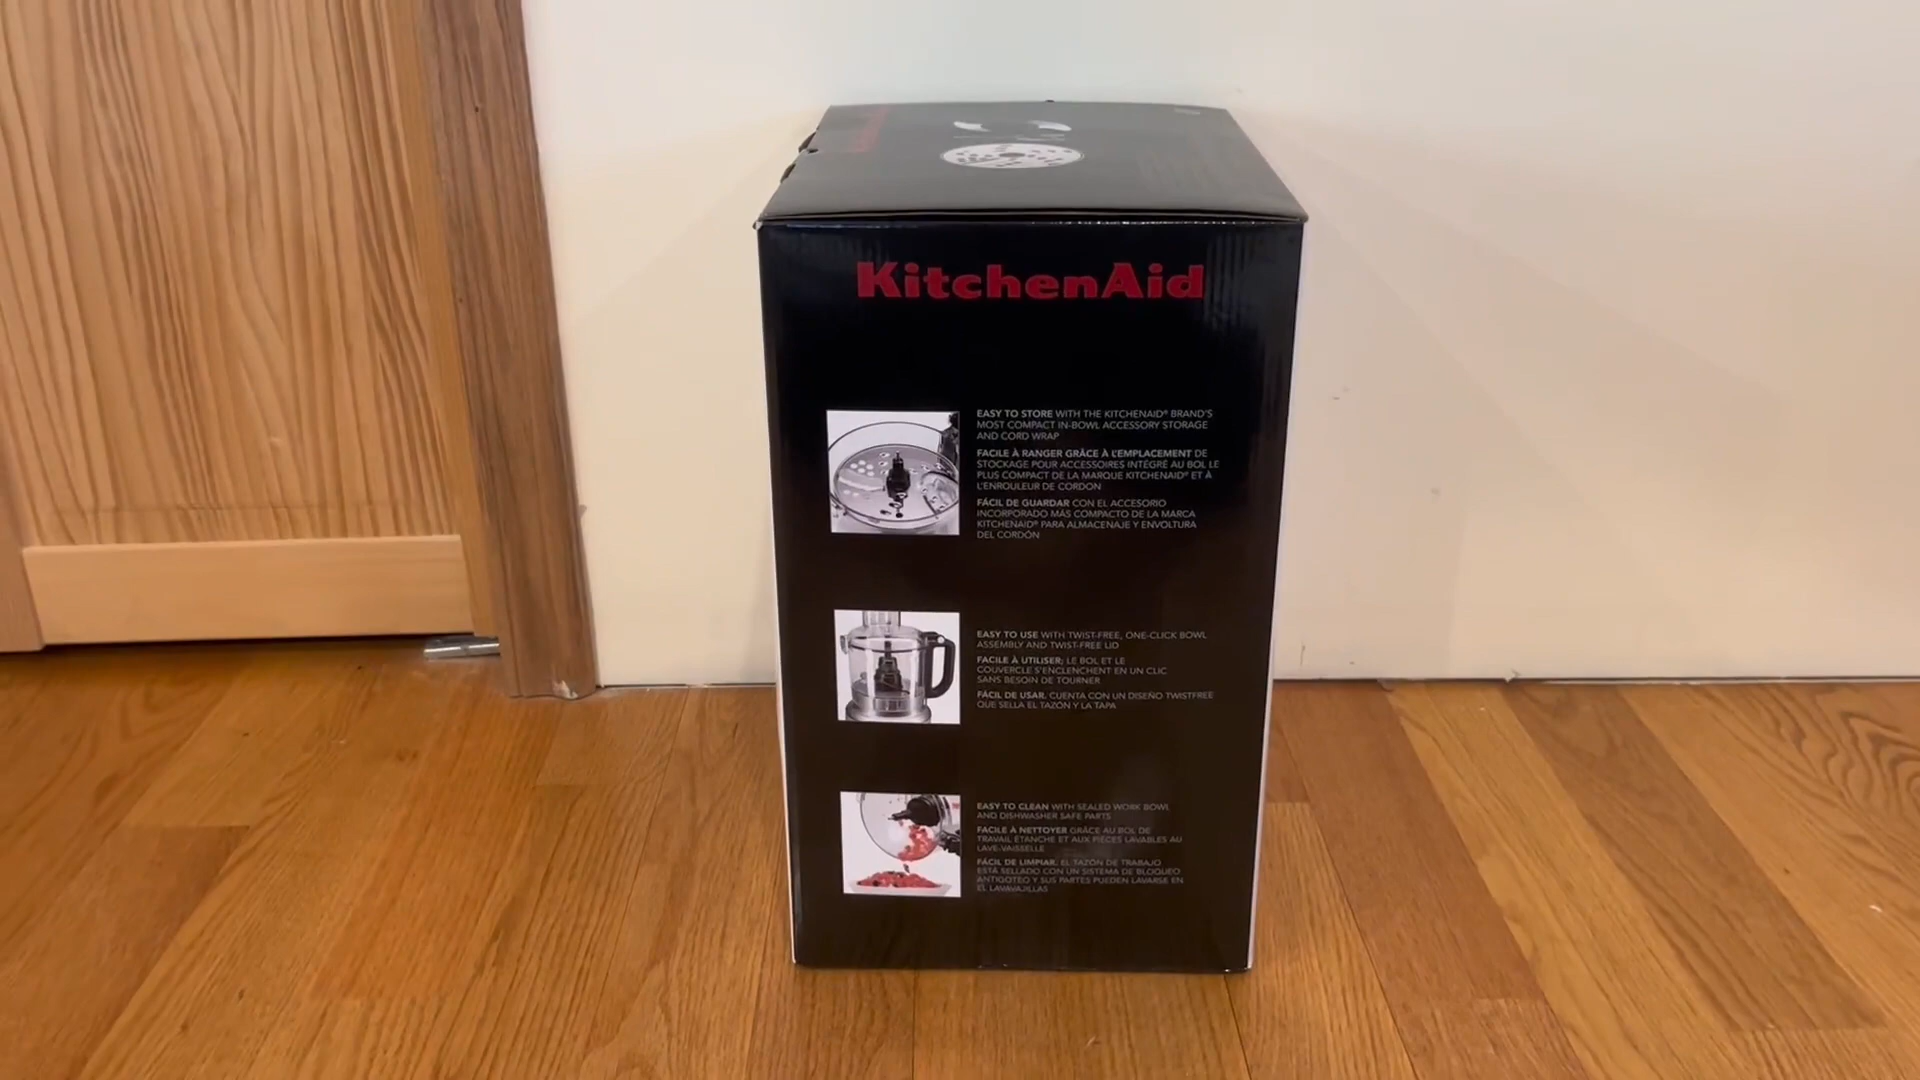 KitchenAid
EASY TO STORE WITH THE KITCHENAID® BRAND'S
MOST COMPACT IN-BOWL ACCESSORY STORAGE
AND CORD WRAP
FACILE À RANGER GRÂCE À L'EMPLACEMENT DE
STOCKAGE POUR ACCESSOIRES INTÉGRÉ AU BOL LE
PLUS COMPACT DE LA MARQUE KITCHENAID® ET À
L'ENROULEUR DE CORDON
FÁCIL DE GUARDAR CON EL ACCESORIO
INCORPORADO MÁS COMPACTO DE LA MARCA
KITCHENAID® PARA ALMACENAJE Y ENVOLTURA
DEL CORDÓN
EASY TO USE WITH TWIST-FREE, ONE-CLICK BOWL
ASSEMBLY AND TWIST-FREE LID
FACILE À UTILISER; LE BOL ET LE
COUVERCLE S'ENCLENCHENT EN UN CLIC
SANS BESOIN DE TOURNER
FÁCIL DE USAR. CUENTA CON UN DISEÑO TWISTFREE
QUE SELLA EL TAZÓN Y LA TAPA
EASY TO CLEAN WITH SEALED WORK BOWL
AND DISHWASHER SAFE PARTS
FACILE À NETTOYER GRÂCE AU BOL DE
TRAVAIL ÉTANCHE ET AUX PIÈCES LAVABLES AU
LAVE-VAISSELLE
FÁCIL DE LIMPIAR. EL TAZÓN DE TRABAJO
ESTÁ SELLADO CON UN SISTEMA DE BLOQUEO
ANTIGOTEO Y SUS PARTES PUEDEN LAVARSE EN
EL LAVAVAJILLAS